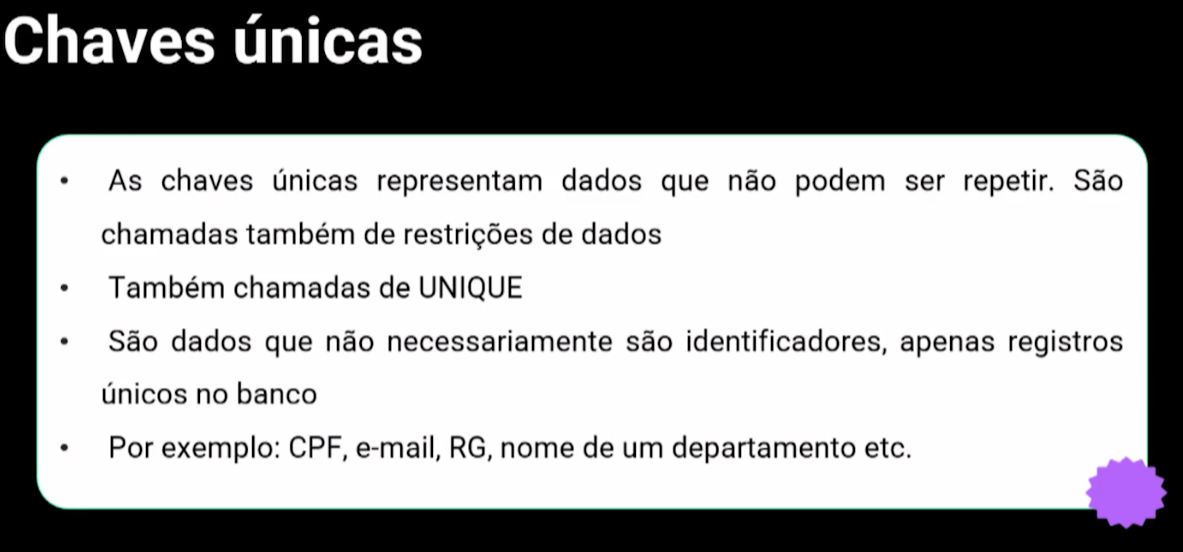 Chaves únicas
• As chaves únicas representam dados que não podem ser repetir. São
chamadas também de restrições de dados
• Também chamadas de UNIQUE
• São dados que não necessariamente são identificadores, apenas registros
únicos no banco
• Por exemplo: CPF, e-mail, RG, nome de um departamento etc.